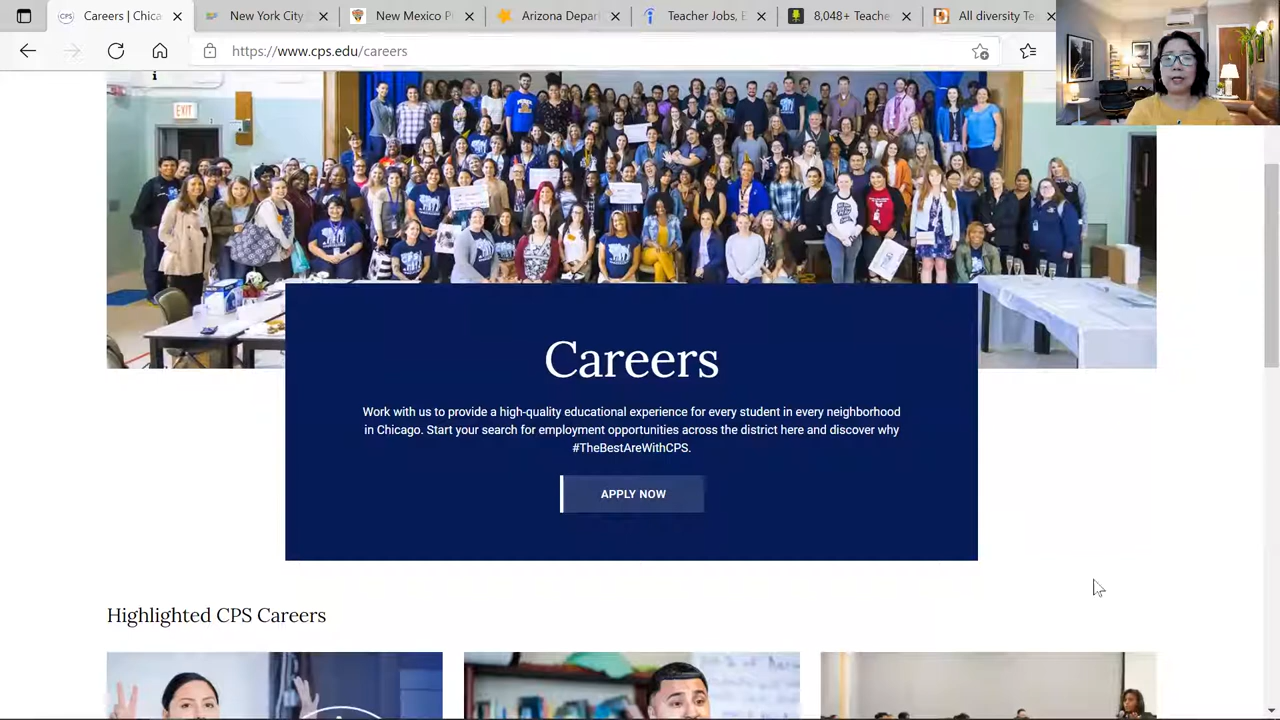 Careers | Chica
New York City
New Mexico P
Arizona Depar
Teacher Jobs, E
8,048+ Teache
All diversity Te
https://www.cps.edu/careers
EXIT
Careers
Work with us to provide a high-quality educational experience for every student in every neighborhood
in Chicago. Start your search for employment opportunities across the district here and discover why
#TheBestAreWithCPS.
APPLY NOW
Highlighted CPS Careers